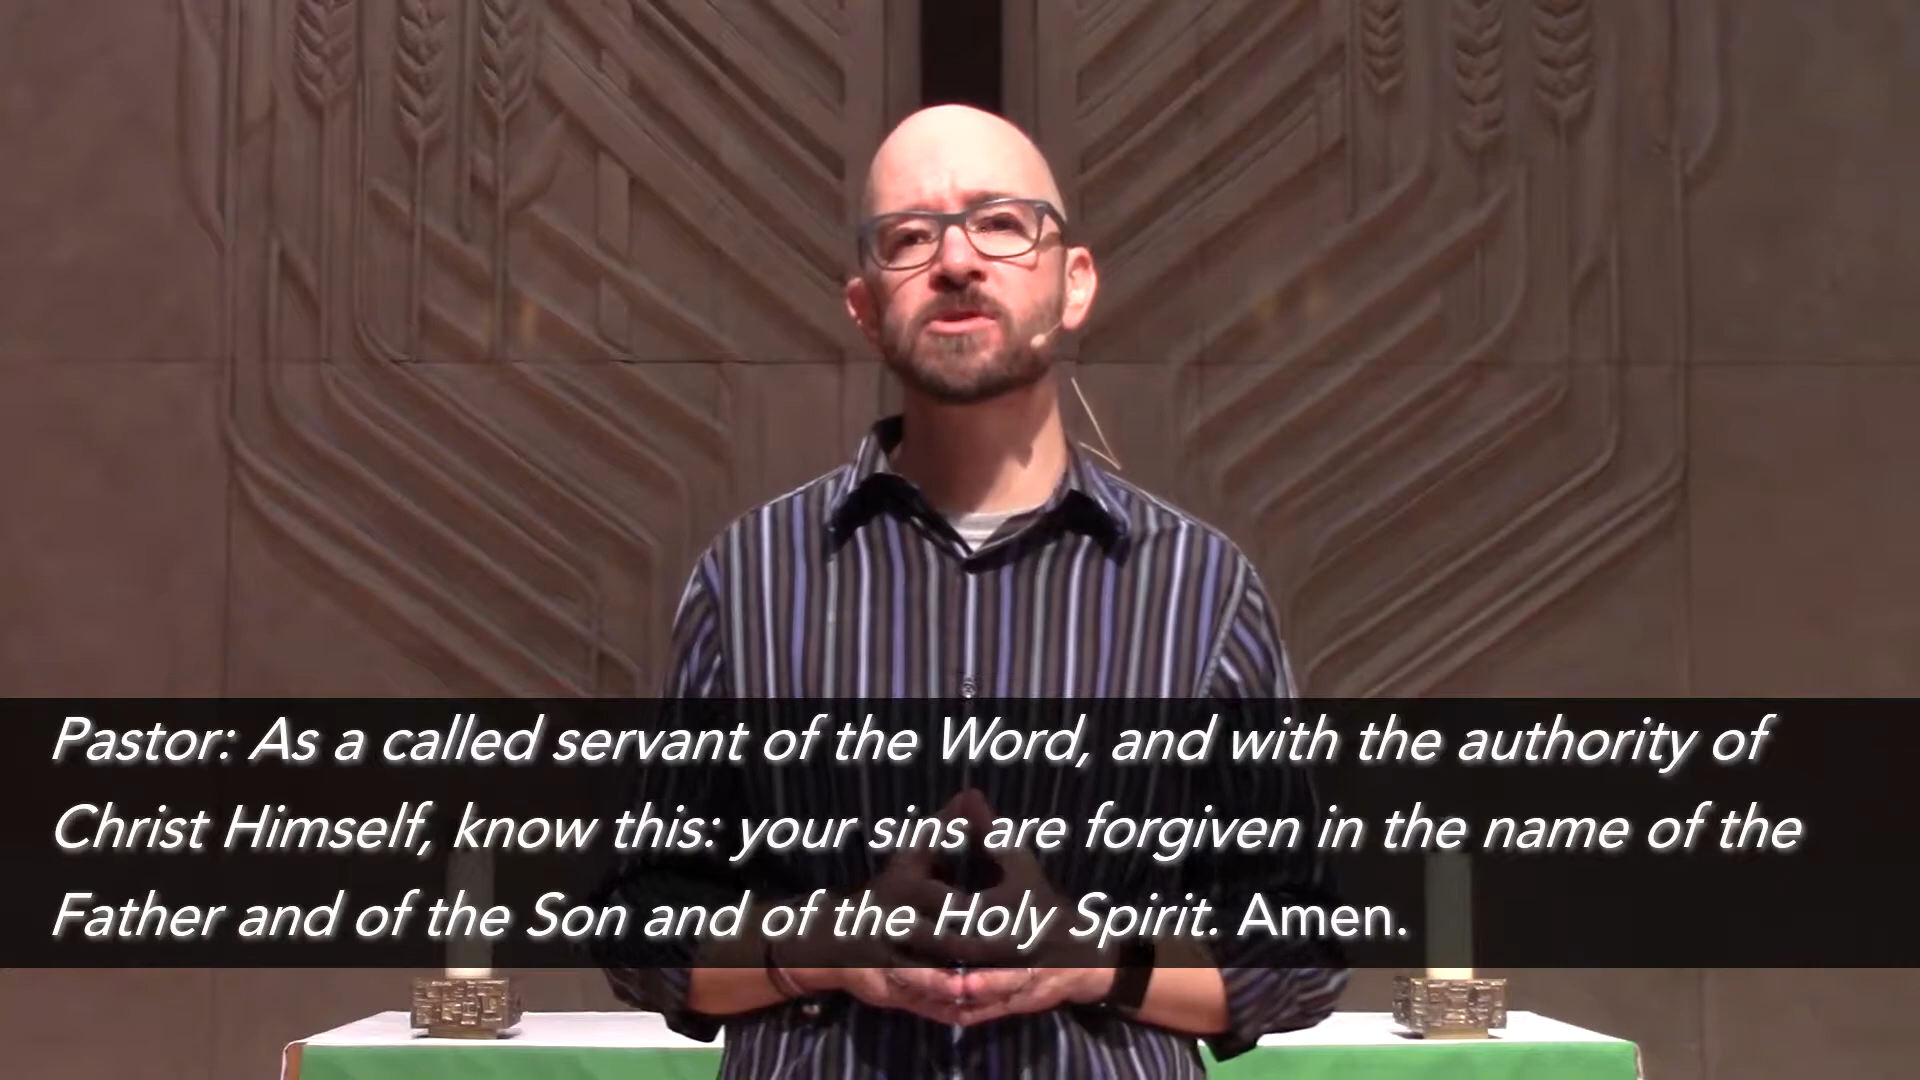 Pastor: As a called servant of the Word, and with the authority of
Christ Himself, know this: your sins are forgiven in the name of the
Father and of the Son and of the Holy Spirit. Amen.